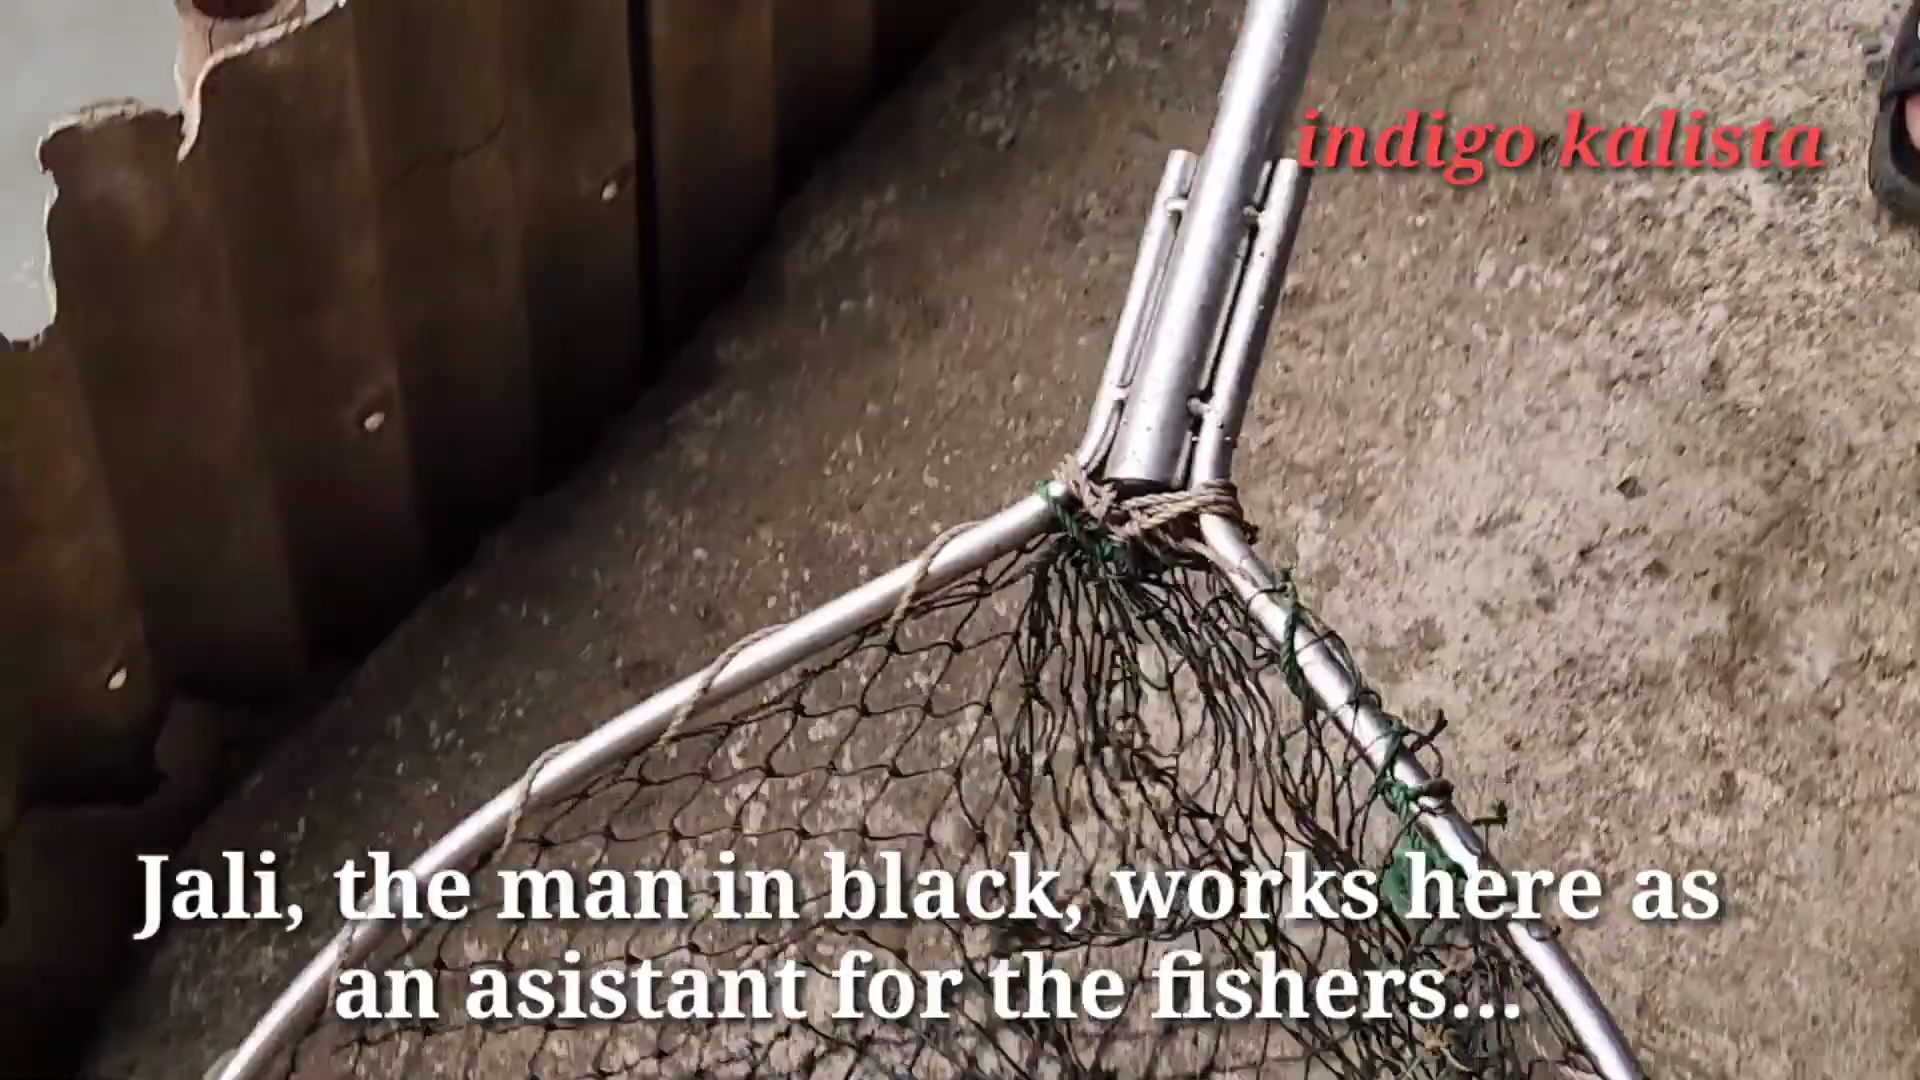 indigo kalista
Jali, the man in black, works here as
an asistant for the fishers...